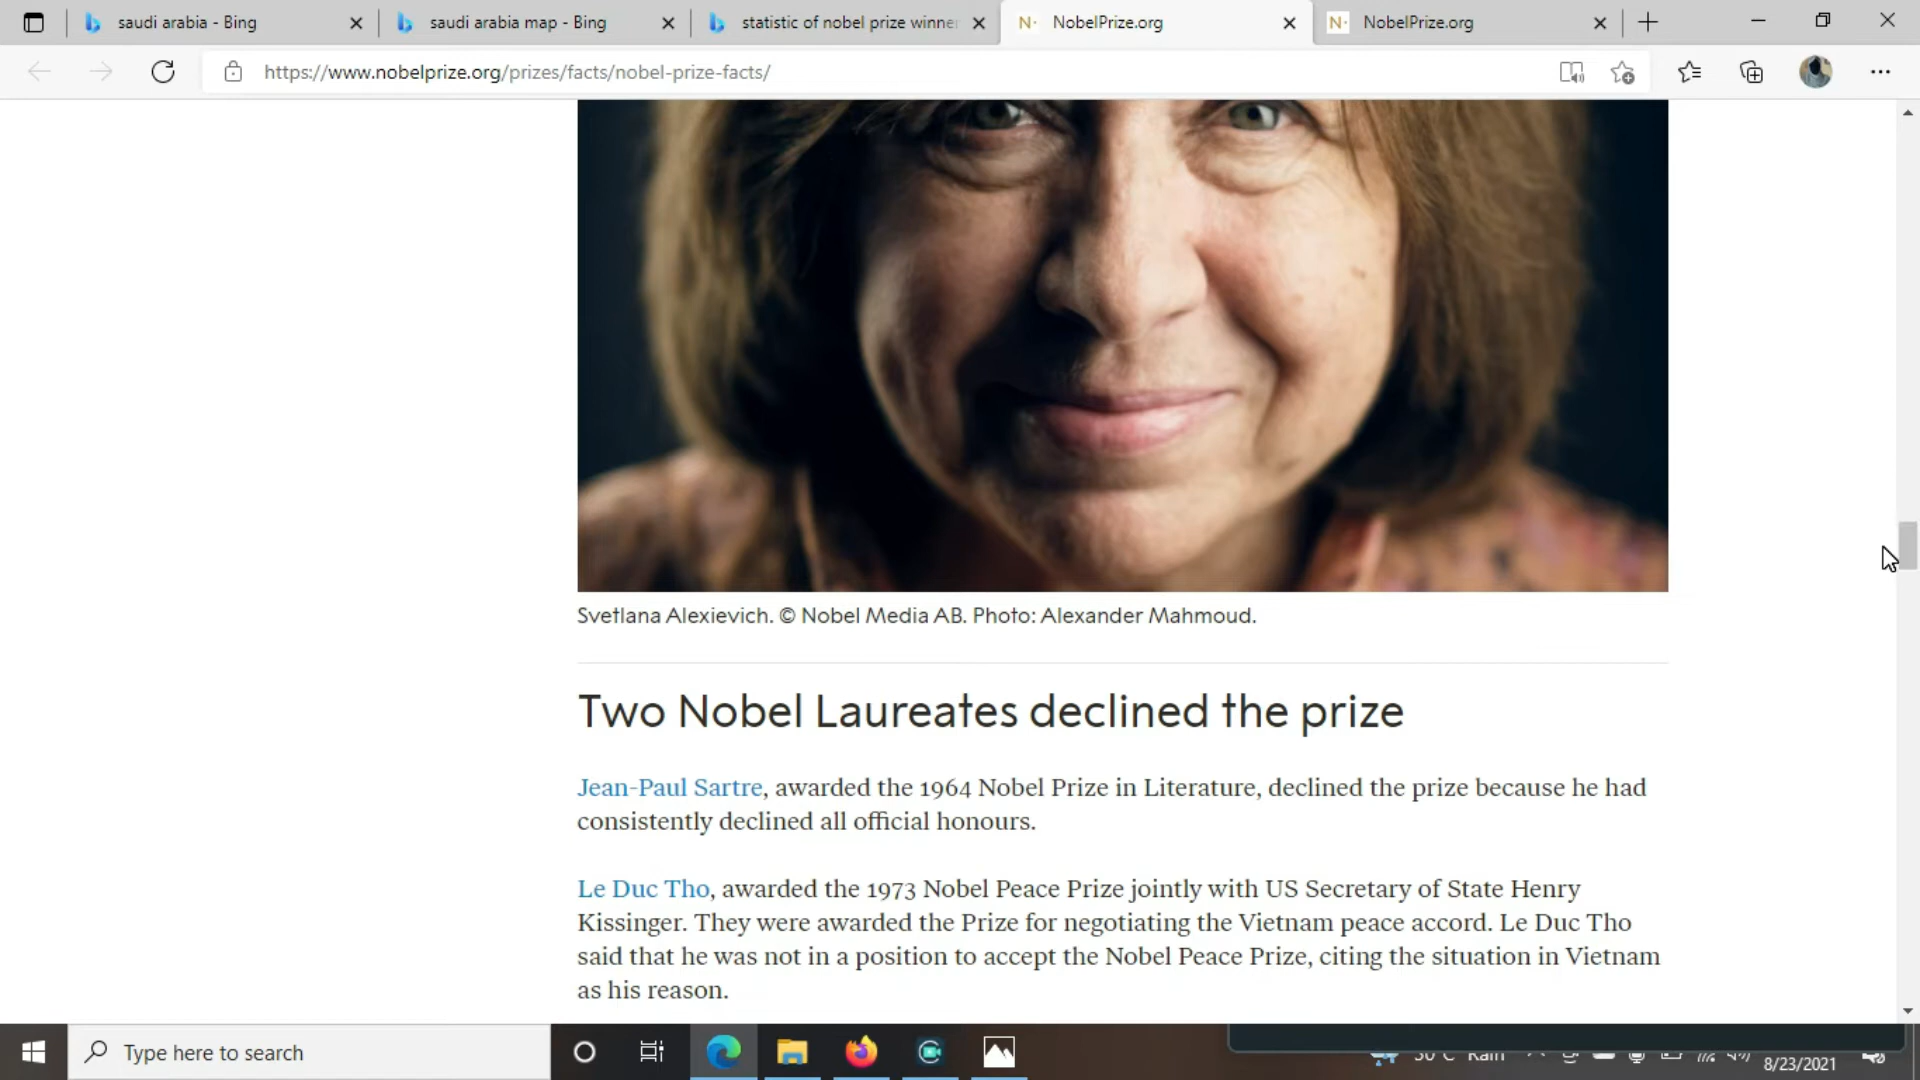 saudi arabia - Bing
saudi arabia map - Bing
statistic of nobel prize winne
NobelPrize.org
NobelPrize.org
https://www.nobelprize.org/prizes/facts/nobel-prize-facts/
Svetlana Alexievich. © Nobel Media AB. Photo: Alexander Mahmoud.
Two Nobel Laureates declined the prize
Jean-Paul Sartre, awarded the 1964 Nobel Prize in Literature, declined the prize because he had
consistently declined all official honours.
Le Duc Tho, awarded the 1973 Nobel Peace Prize jointly with US Secretary of State Henry
Kissinger. They were awarded the Prize for negotiating the Vietnam peace accord. Le Duc Tho
said that he was not in a position to accept the Nobel Peace Prize, citing the situation in Vietnam
as his reason.
Type here to search
30°C Rain
8/23/2021